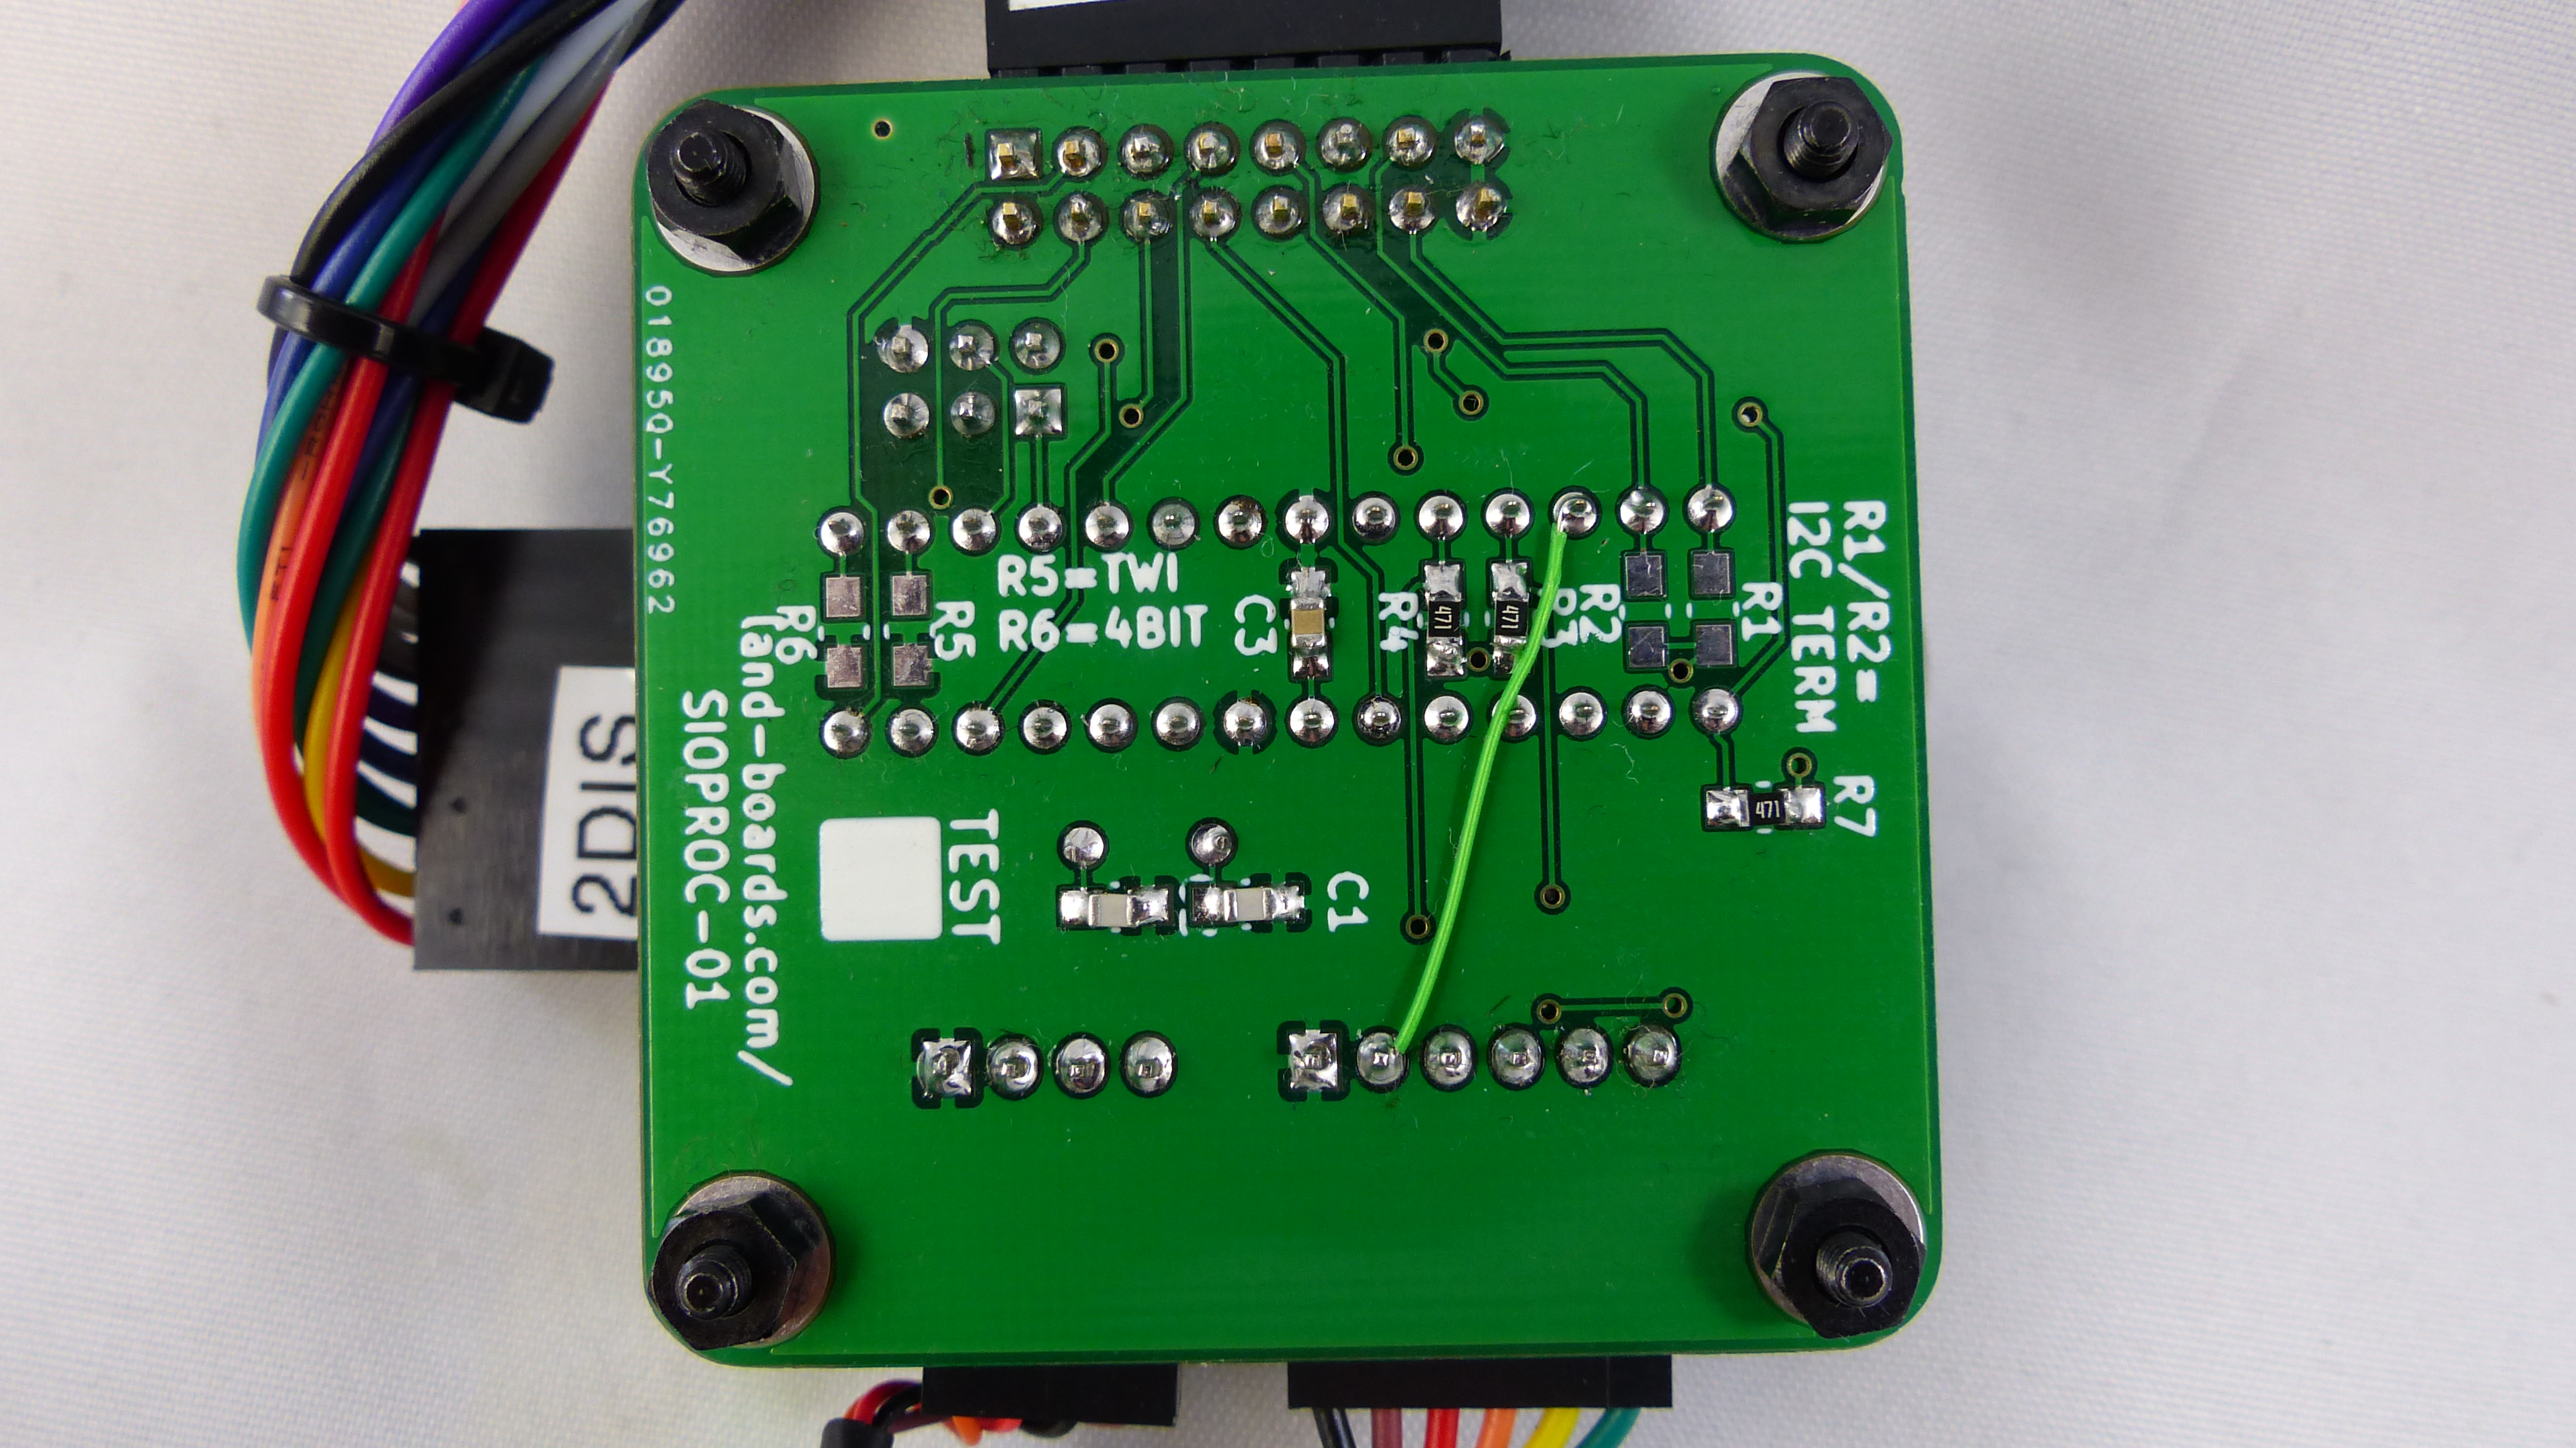 01895Q-Y76962
R1/R2=
I2C TERM
R5=TWI
R6=4BIT
R6
R5
C3
R4
R3
R2
R1
471
471
R7
471
land-boards.com/
SIOPROC-01
TEST
C1
2DIS